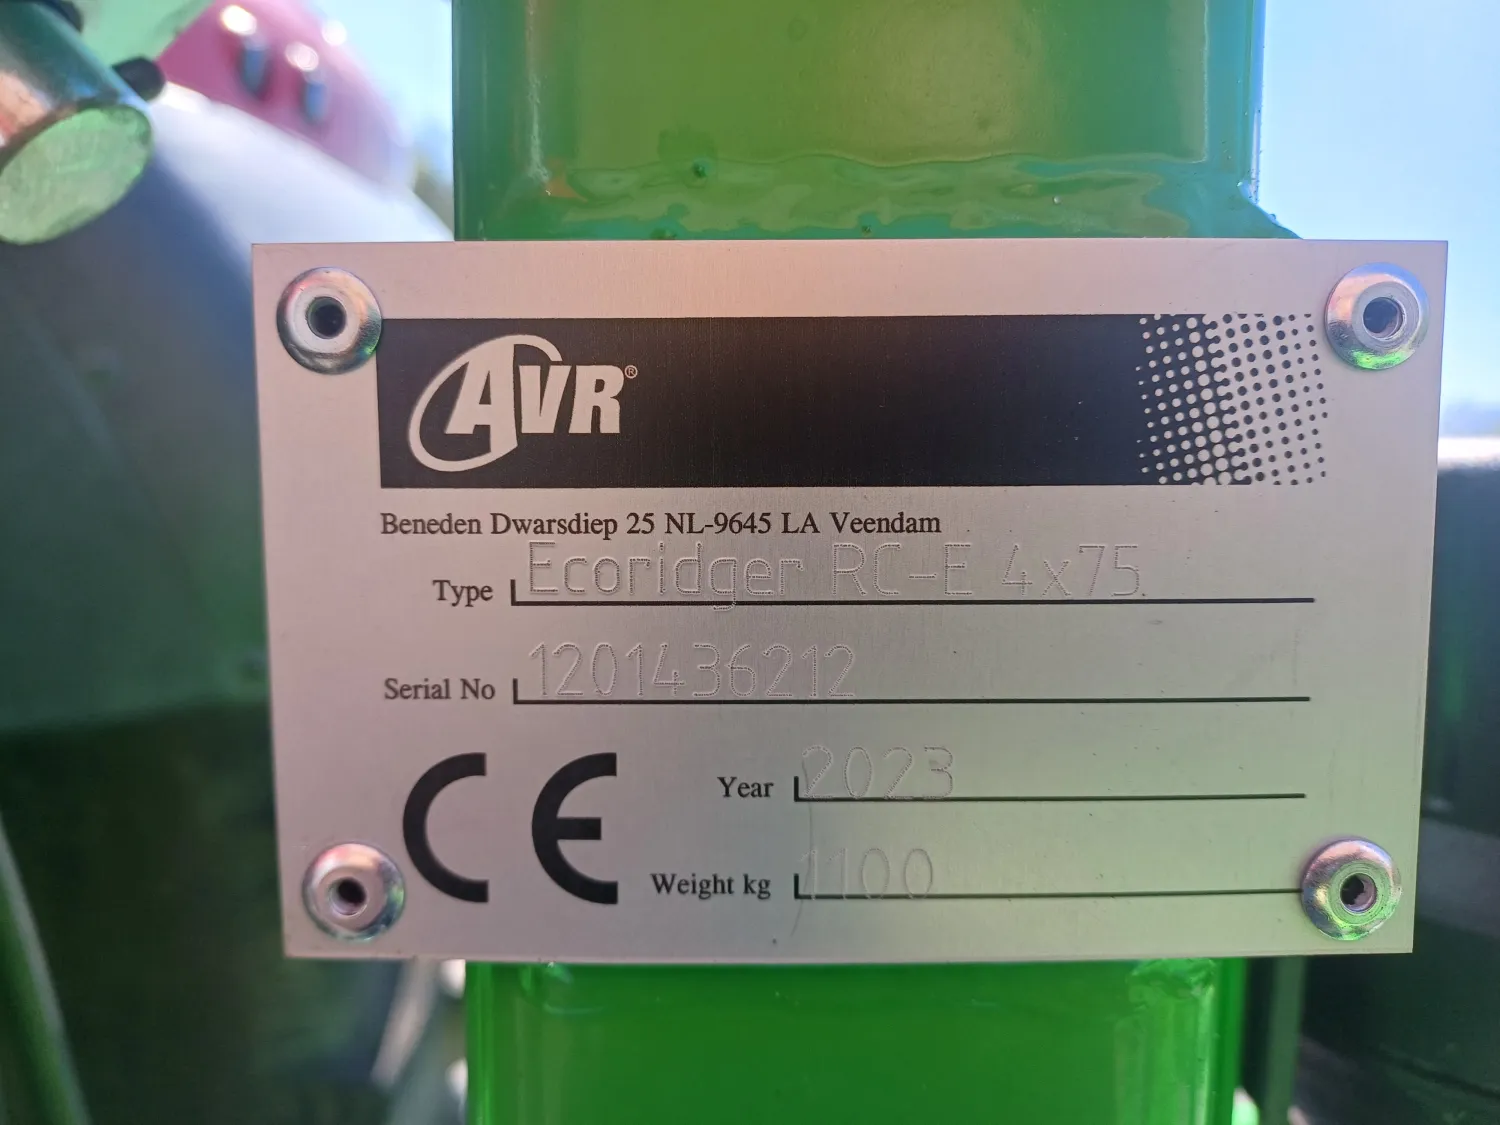 AVR®
Beneden Dwarsdiep 25 NL-9645 LA Veendam
Type Ecoridger RC-E 4x75.
Serial No 1201436212
CE
Year 2023
Weight kg 1100